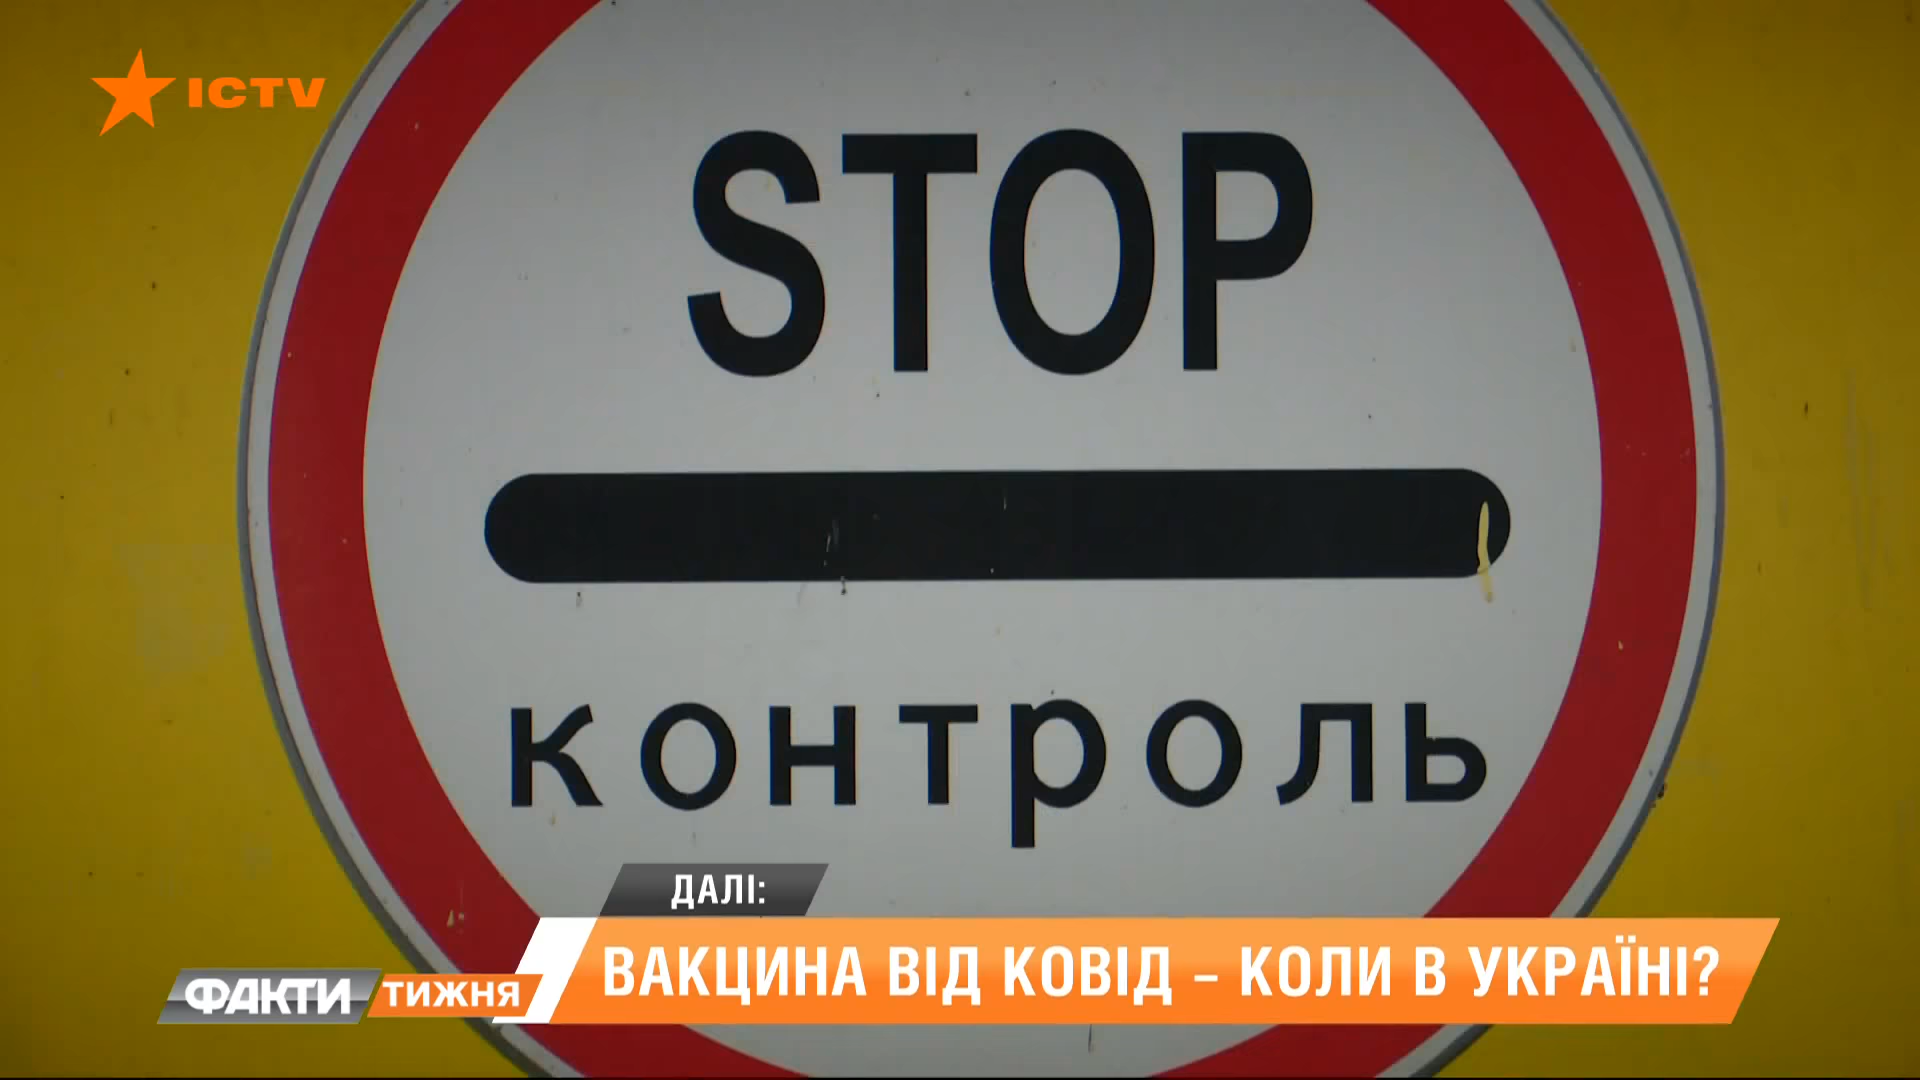 ICTV
STOP
контроль
ДАЛІ:
ВАКЦИНА ВІД КОВІД – КОЛИ В УКРАЇНІ?
ФАКТИ ТИЖНЯ